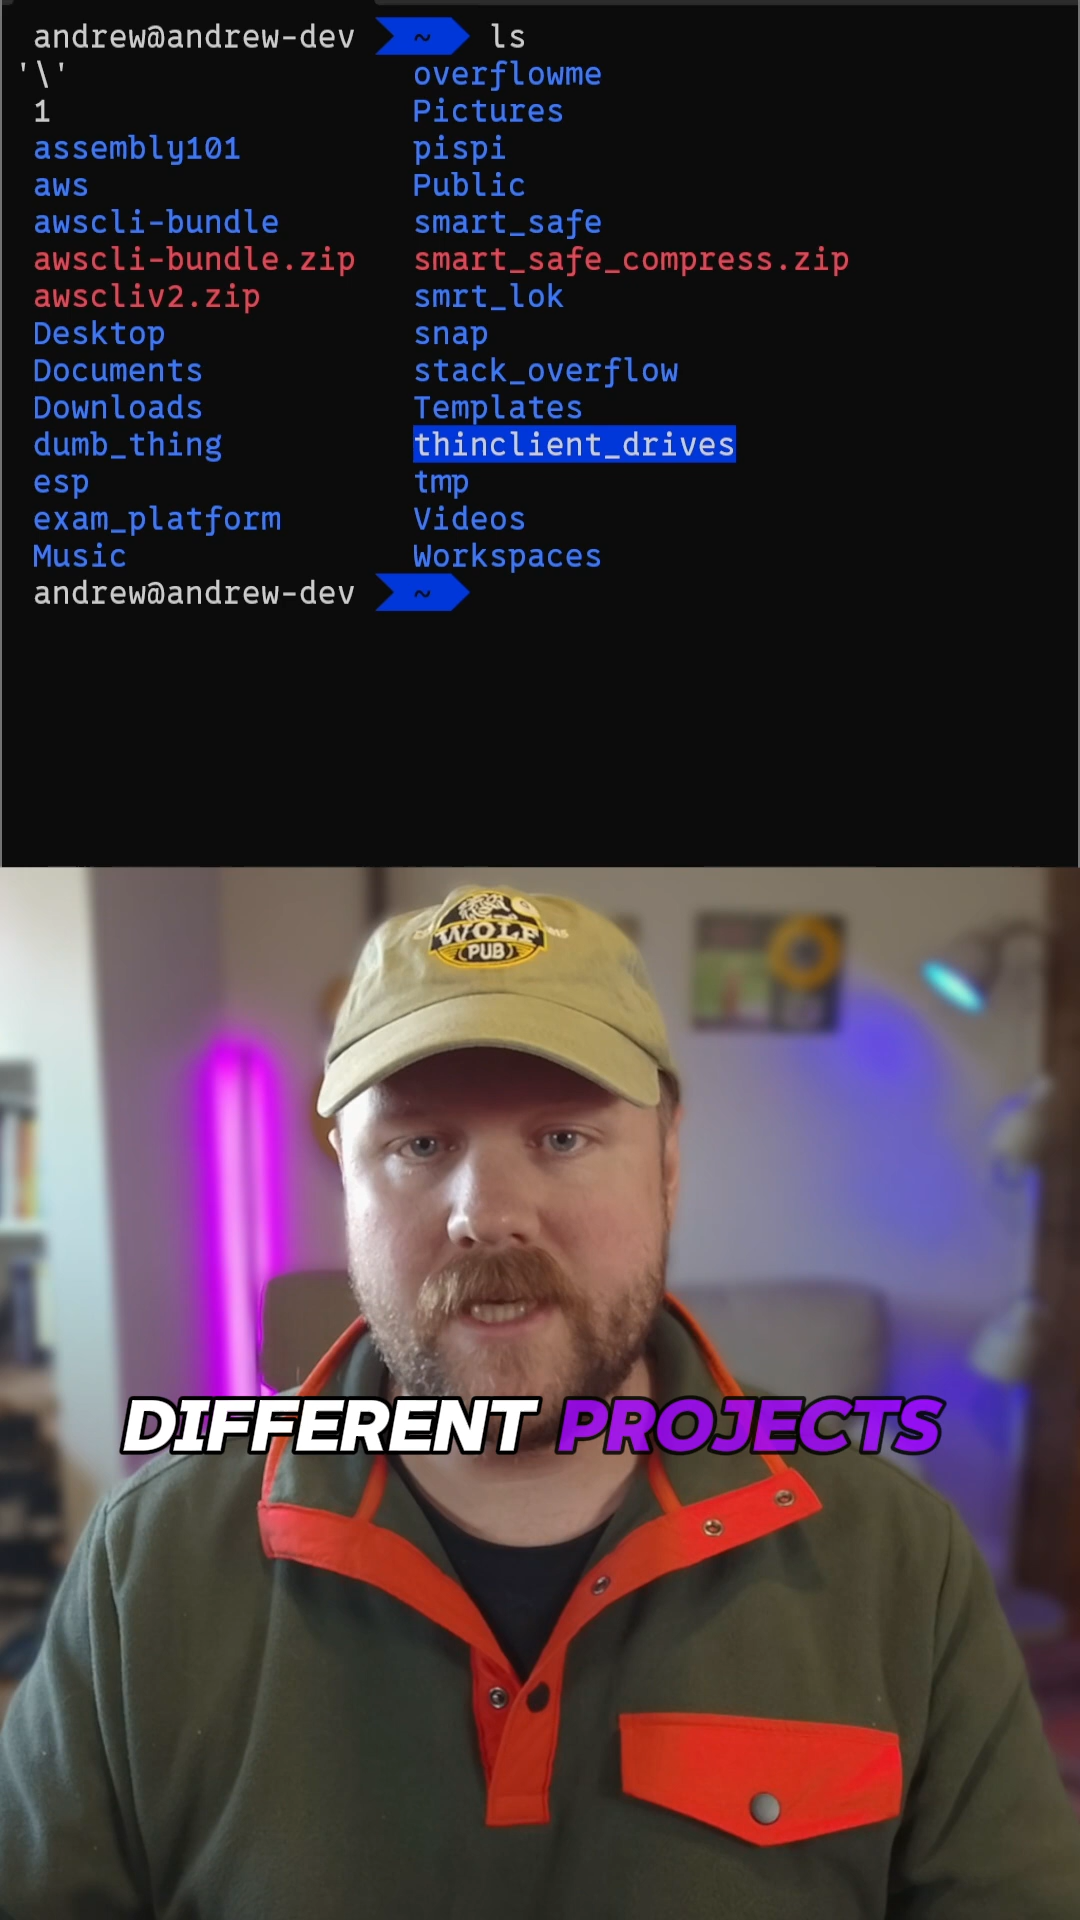 andrew@andrew-dev ~ ls
'\' overflowme
1 Pictures
assembly101 pispi
aws Public
awscli-bundle smart_safe
awscli-bundle.zip smart_safe_compress.zip
awscliv2.zip smrt_lok
Desktop snap
Documents stack_overflow
Downloads Templates
dumb_thing thinclient_drives
esp tmp
exam_platform Videos
Music Workspaces
andrew@andrew-dev ~
WOLF
PUB
DIFFERENT PROJECTS